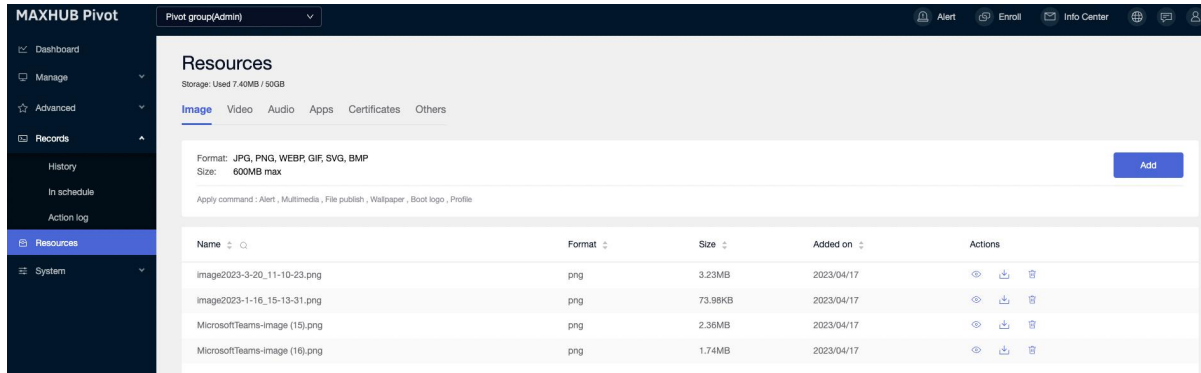 MAXHUB Pivot
Pivot group(Admin)
Alert
Enroll
Info Center
Dashboard
Manage
Advanced
Records
History
In schedule
Action log
Resources
System
Resources
Storage: Used 7.40MB / 50GB
Image Video Audio Apps Certificates Others
Format: JPG, PNG, WEBP, GIF, SVG, BMP
Size: 600MB max
Add
Apply command : Alert , Multimedia , File publish , Wallpaper , Boot logo , Profile
Name Format Size Added on Actions
image2023-3-20_11-10-23.png png 3.23MB 2023/04/17
image2023-1-16_15-13-31.png png 73.98KB 2023/04/17
MicrosoftTeams-image (15).png png 2.36MB 2023/04/17
MicrosoftTeams-image (16).png png 1.74MB 2023/04/17